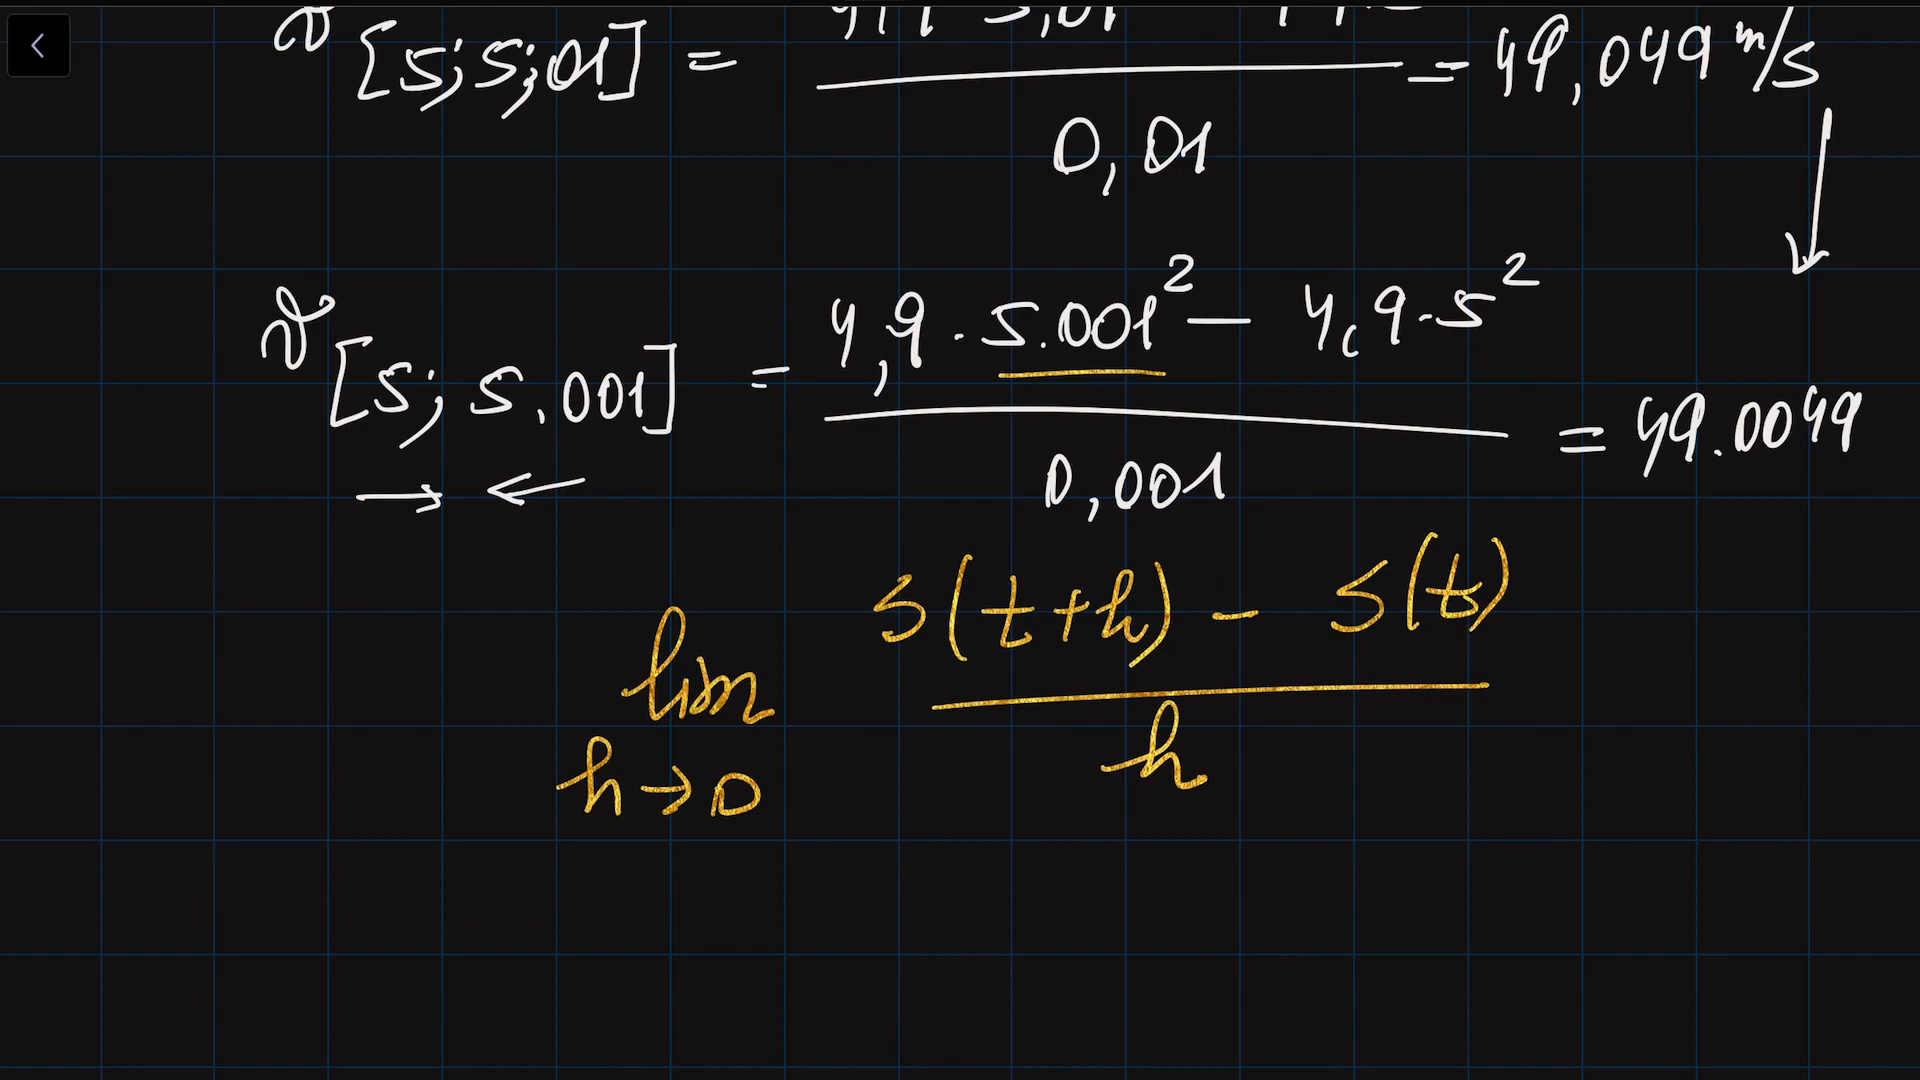 v [5;5;01] = 0,01 = 49,049 m/s
v [5; 5.001] = 4,9 · 5.001² − 4,9 · 5² / 0,001 = 49.0049
lim h→0 s(t+h) − s(t) / h